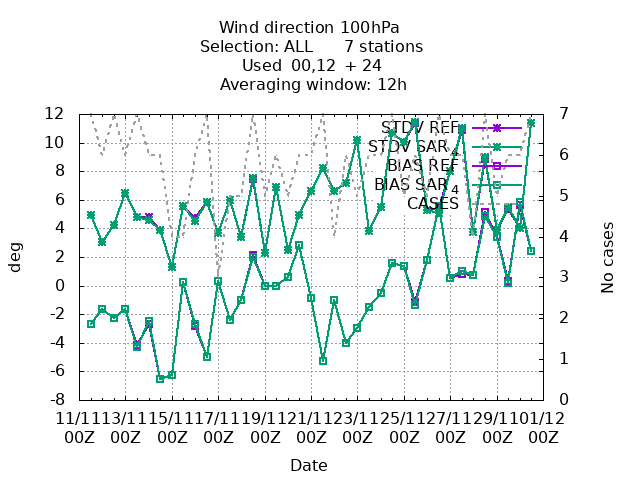 Wind direction 100hPa
Selection: ALL 7 stations
Used 00,12 + 24
Averaging window: 12h
12
10
8
6
4
2
0
-2
-4
-6
-8
deg
7
6
5
4
3
2
1
0
No cases
STDV REF
STDV SAR 4
BIAS REF
BIAS SAR 4
CASES
11/11 13/11 15/11 17/11 19/11 21/11 23/11 25/11 27/11 29/11 01/12
00Z 00Z 00Z 00Z 00Z 00Z 00Z 00Z 00Z 00Z 00Z
Date